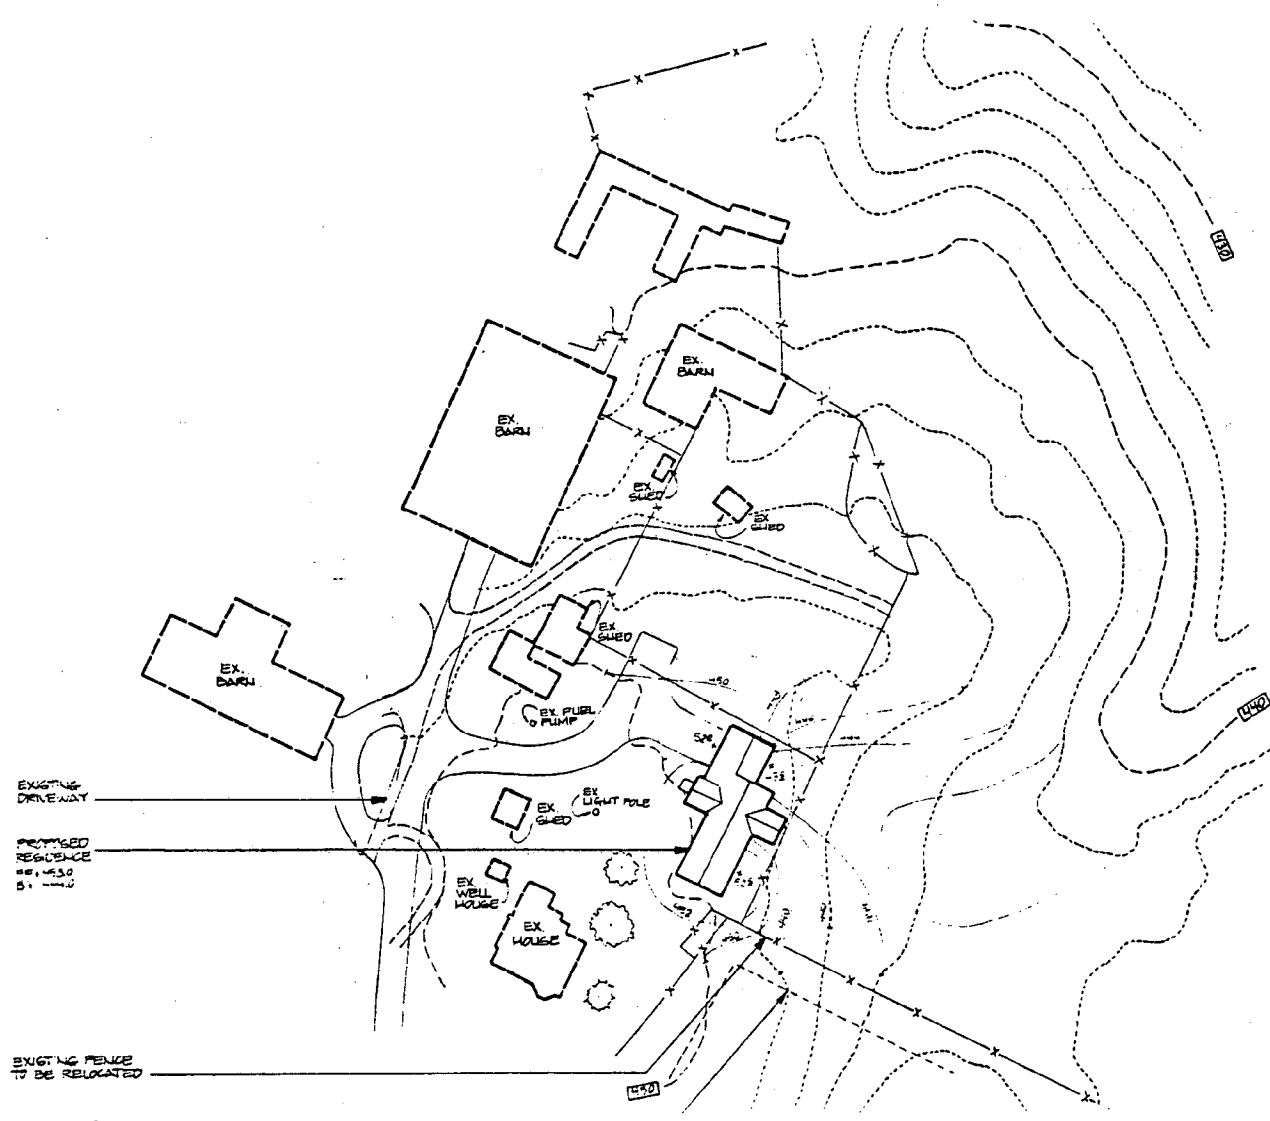 430
EX.
BARN
EX.
BARN
EX.
SHED
EX.
SHED
EX.
SHED
EX.
BARN
EX. FUEL
PUMP
440
EXISTING
DRIVEWAY
EX.
SHED
EX.
LIGHT POLE
PROPOSED
RESIDENCE
EX.
WELL
HOUSE
EX.
HOUSE
EXISTING FENCE
TO BE RELOCATED
450